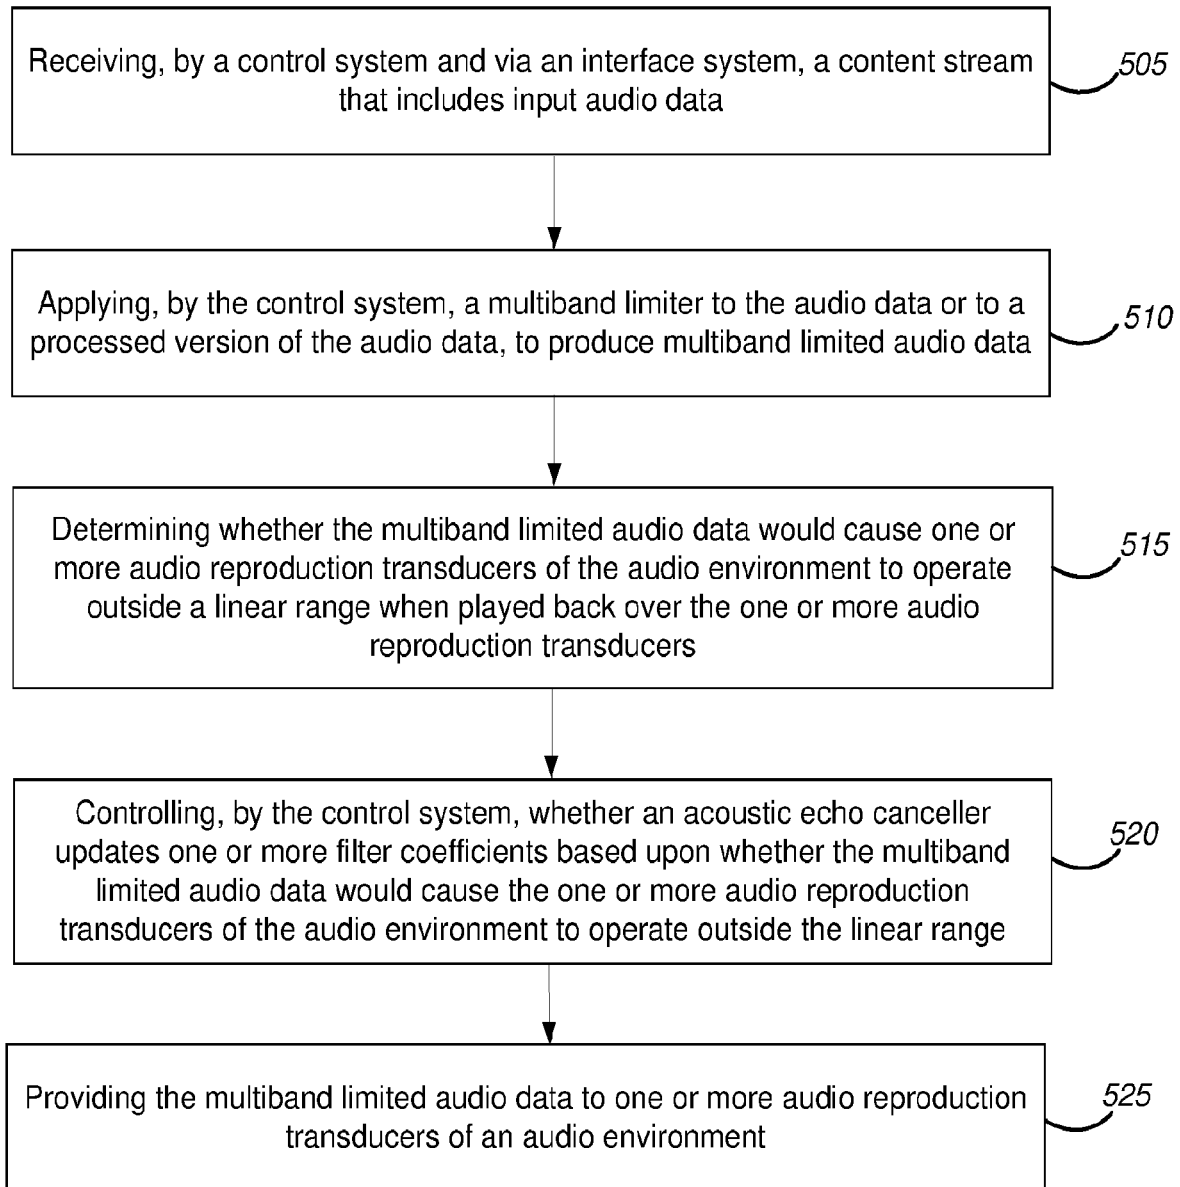 Receiving, by a control system and via an interface system, a content stream
that includes input audio data
505
Applying, by the control system, a multiband limiter to the audio data or to a
processed version of the audio data, to produce multiband limited audio data
510
Determining whether the multiband limited audio data would cause one or
more audio reproduction transducers of the audio environment to operate
outside a linear range when played back over the one or more audio
reproduction transducers
515
Controlling, by the control system, whether an acoustic echo canceller
updates one or more filter coefficients based upon whether the multiband
limited audio data would cause the one or more audio reproduction
transducers of the audio environment to operate outside the linear range
520
Providing the multiband limited audio data to one or more audio reproduction
transducers of an audio environment
525